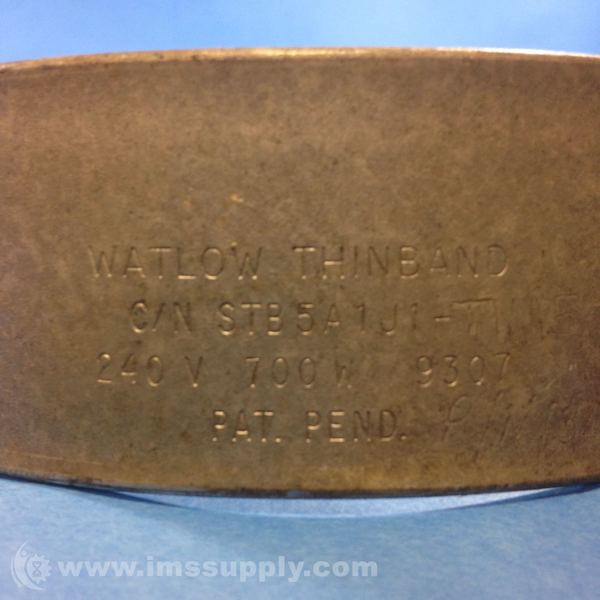 WATLOW THINBAND
C/N STB5A1J1-
240 V 700 W 9307
PAT. PEND.
www.imssupply.com